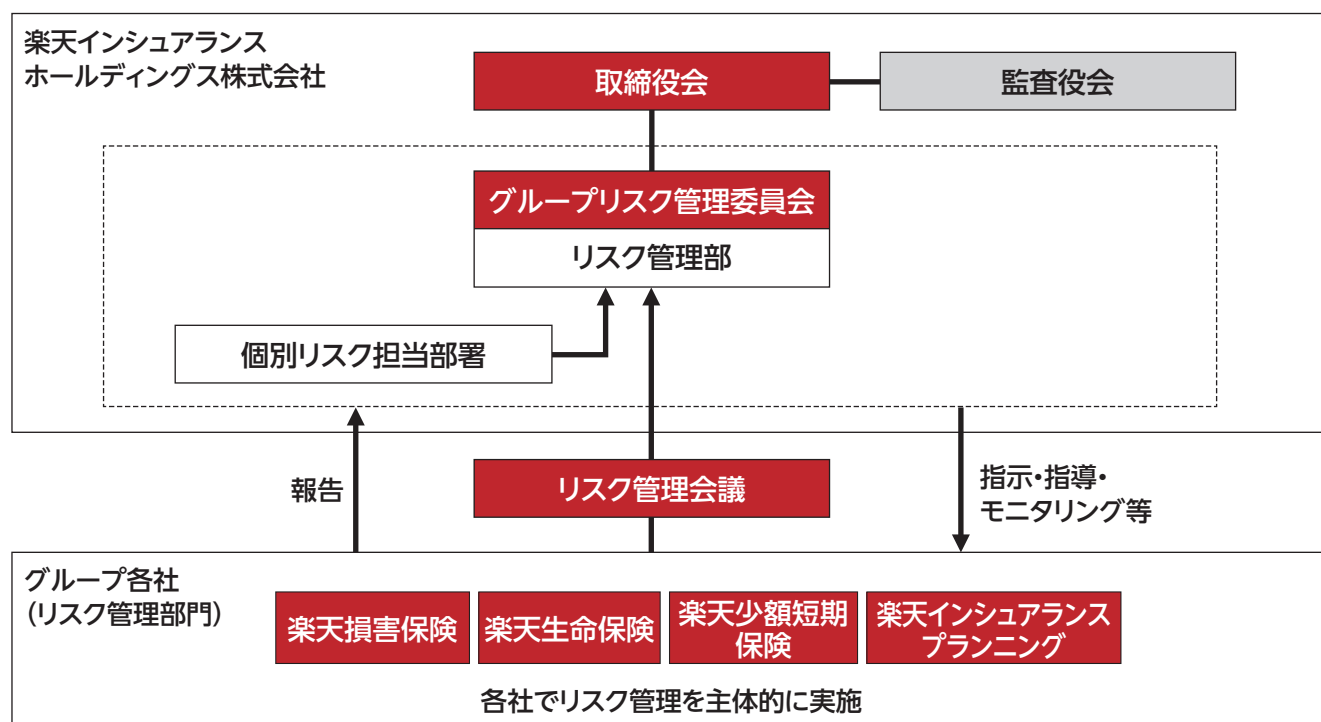 楽天インシュアランス
ホールディングス株式会社
取締役会
監査役会
グループリスク管理委員会
リスク管理部
個別リスク担当部署
報告
リスク管理会議
指示・指導・
モニタリング等
グループ各社
(リスク管理部門)
楽天損害保険
楽天生命保険
楽天少額短期
保険
楽天インシュアランス
プランニング
各社でリスク管理を主体的に実施